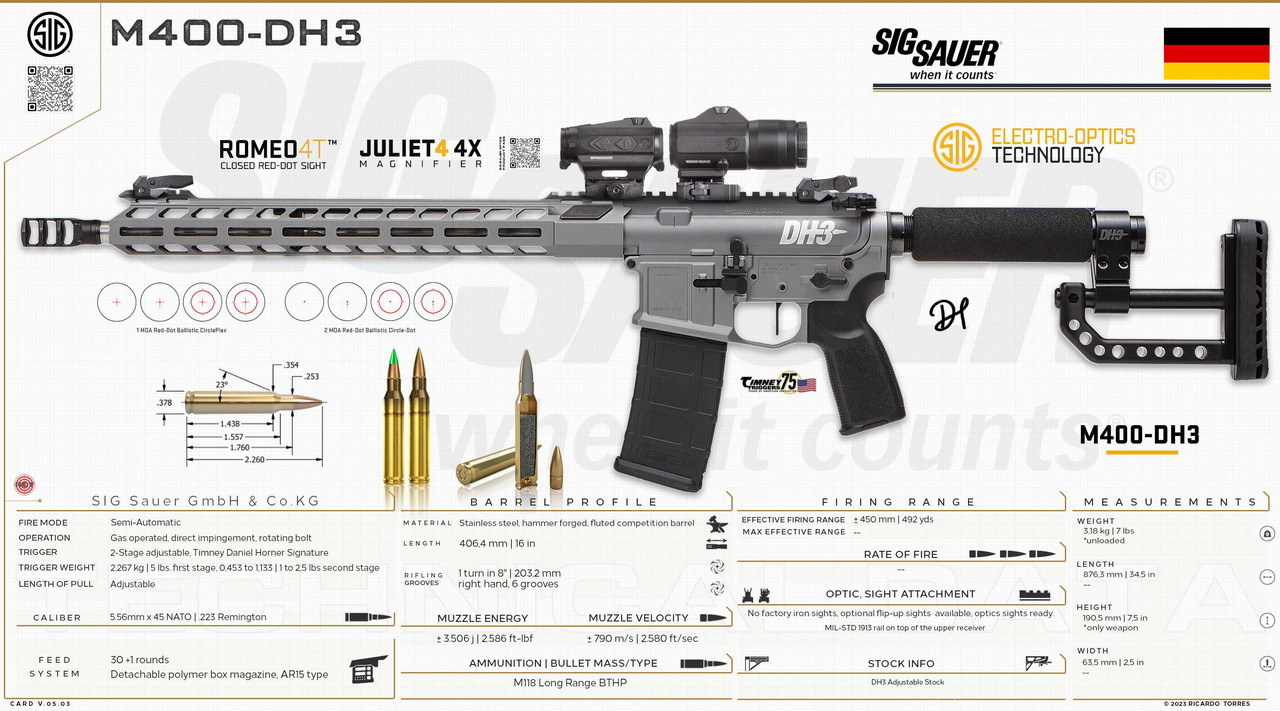 SIG
M400-DH3
SIG SAUER
when it counts
ROMEO4T™
CLOSED RED-DOT SIGHT
JULIET4 4X
MAGNIFIER
SIG
ELECTRO-OPTICS
TECHNOLOGY
SIG SAUER®
when it counts®
DH3
DH3
DH
1 MOA Red-Dot Ballistic CirclePlex
2 MOA Red-Dot Ballistic Circle-Dot
TIMNEY
TRIGGERS
75
.354
.253
23°
.378
1.438
1.557
1.760
2.260
M400-DH3
SIG Sauer GmbH & Co.KG
FIRE MODE Semi-Automatic
OPERATION Gas operated, direct impingement, rotating bolt
TRIGGER 2-Stage adjustable, Timney Daniel Horner Signature
TRIGGER WEIGHT 2,267 kg | 5 lbs. first stage, 0,453 to 1,133 | 1 to 2,5 lbs second stage
LENGTH OF PULL Adjustable
CALIBER 5.56mm x 45 NATO | .223 Remington
FEED SYSTEM
30 +1 rounds
Detachable polymer box magazine, AR15 type
BARREL PROFILE
MATERIAL Stainless steel, hammer forged, fluted competition barrel
LENGTH 406,4 mm | 16 in
RIFLING GROOVES
1 turn in 8" | 203,2 mm
right hand, 6 grooves
MUZZLE ENERGY
± 3.506 j | 2.586 ft-lbf
MUZZLE VELOCITY
± 790 m/s | 2.580 ft/sec
AMMUNITION | BULLET MASS/TYPE
M118 Long Range BTHP
FIRING RANGE
EFFECTIVE FIRING RANGE ± 450 mm | 492 yds
MAX EFFECTIVE RANGE --
RATE OF FIRE
--
OPTIC, SIGHT ATTACHMENT
No factory iron sights, optional flip-up sights available, optics sights ready.
MIL-STD 1913 rail on top of the upper receiver
STOCK INFO
DH3 Adjustable Stock
MEASUREMENTS
WEIGHT
3,18 kg | 7 lbs
*unloaded
LENGTH
876,3 mm | 34,5 in
--
HEIGHT
190,5 mm | 7,5 in
*only weapon
WIDTH
63,5 mm | 2,5 in
--
TECHNICAL DATA
CARD V.05.03
© 2023 RICARDO TORRES